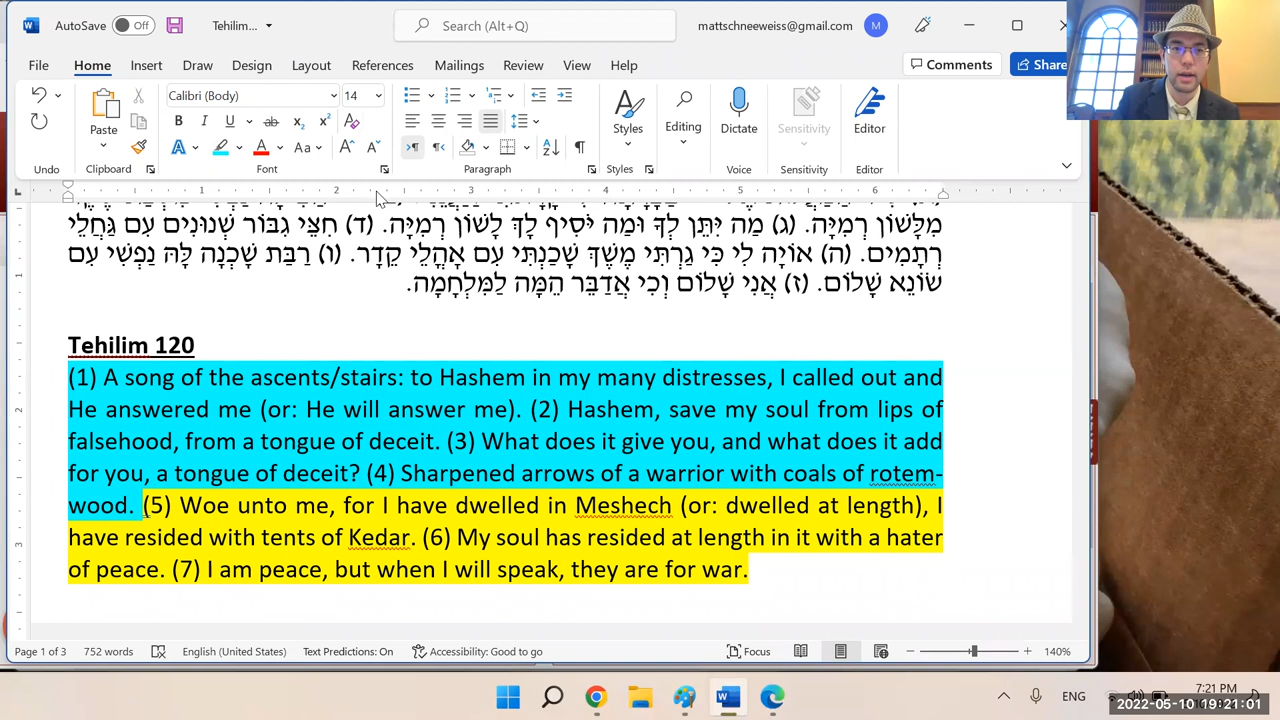 AutoSave Off Tehilim… Search (Alt+Q) mattschneeweiss@gmail.com M
File Home Insert Draw Design Layout References Mailings Review View Help Comments Share
Calibri (Body) 14
Paste Styles Editing Dictate Sensitivity Editor
Undo Clipboard Font Paragraph Styles Voice Sensitivity Editor
1 2 3 4 5 6
מִלָּשׁוֹן רְמִיָּה. (ג) מַה יִּתֵּן לְךָ וּמַה יֹּסִיף לָךְ לָשׁוֹן רְמִיָּה. (ד) חִצֵּי גִבּוֹר שְׁנוּנִים עִם גַּחֲלֵי
רְתָמִים. (ה) אוֹיָה לִי כִּי גַרְתִּי מֶשֶׁךְ שָׁכַנְתִּי עִם אָהֳלֵי קֵדָר. (ו) רַבַּת שָׁכְנָה לָּהּ נַפְשִׁי עִם
שׂוֹנֵא שָׁלוֹם. (ז) אֲנִי שָׁלוֹם וְכִי אֲדַבֵּר הֵמָּה לַמִּלְחָמָה.
Tehilim 120
(1) A song of the ascents/stairs: to Hashem in my many distresses, I called out and
He answered me (or: He will answer me). (2) Hashem, save my soul from lips of
falsehood, from a tongue of deceit. (3) What does it give you, and what does it add
for you, a tongue of deceit? (4) Sharpened arrows of a warrior with coals of rotem-
wood. (5) Woe unto me, for I have dwelled in Meshech (or: dwelled at length), I
have resided with tents of Kedar. (6) My soul has resided at length in it with a hater
of peace. (7) I am peace, but when I will speak, they are for war.
Page 1 of 3 752 words English (United States) Text Predictions: On Accessibility: Good to go Focus 140%
ENG 7:21 PM
2022-05-10 19:21:01